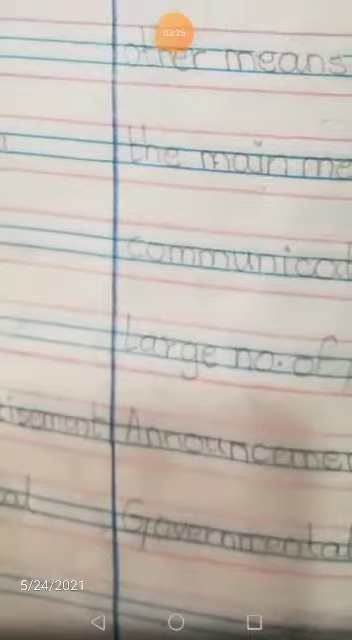 03:25
other means
the main me
communicat
Large no. of
Announcemen
Governmental
5/24/2021